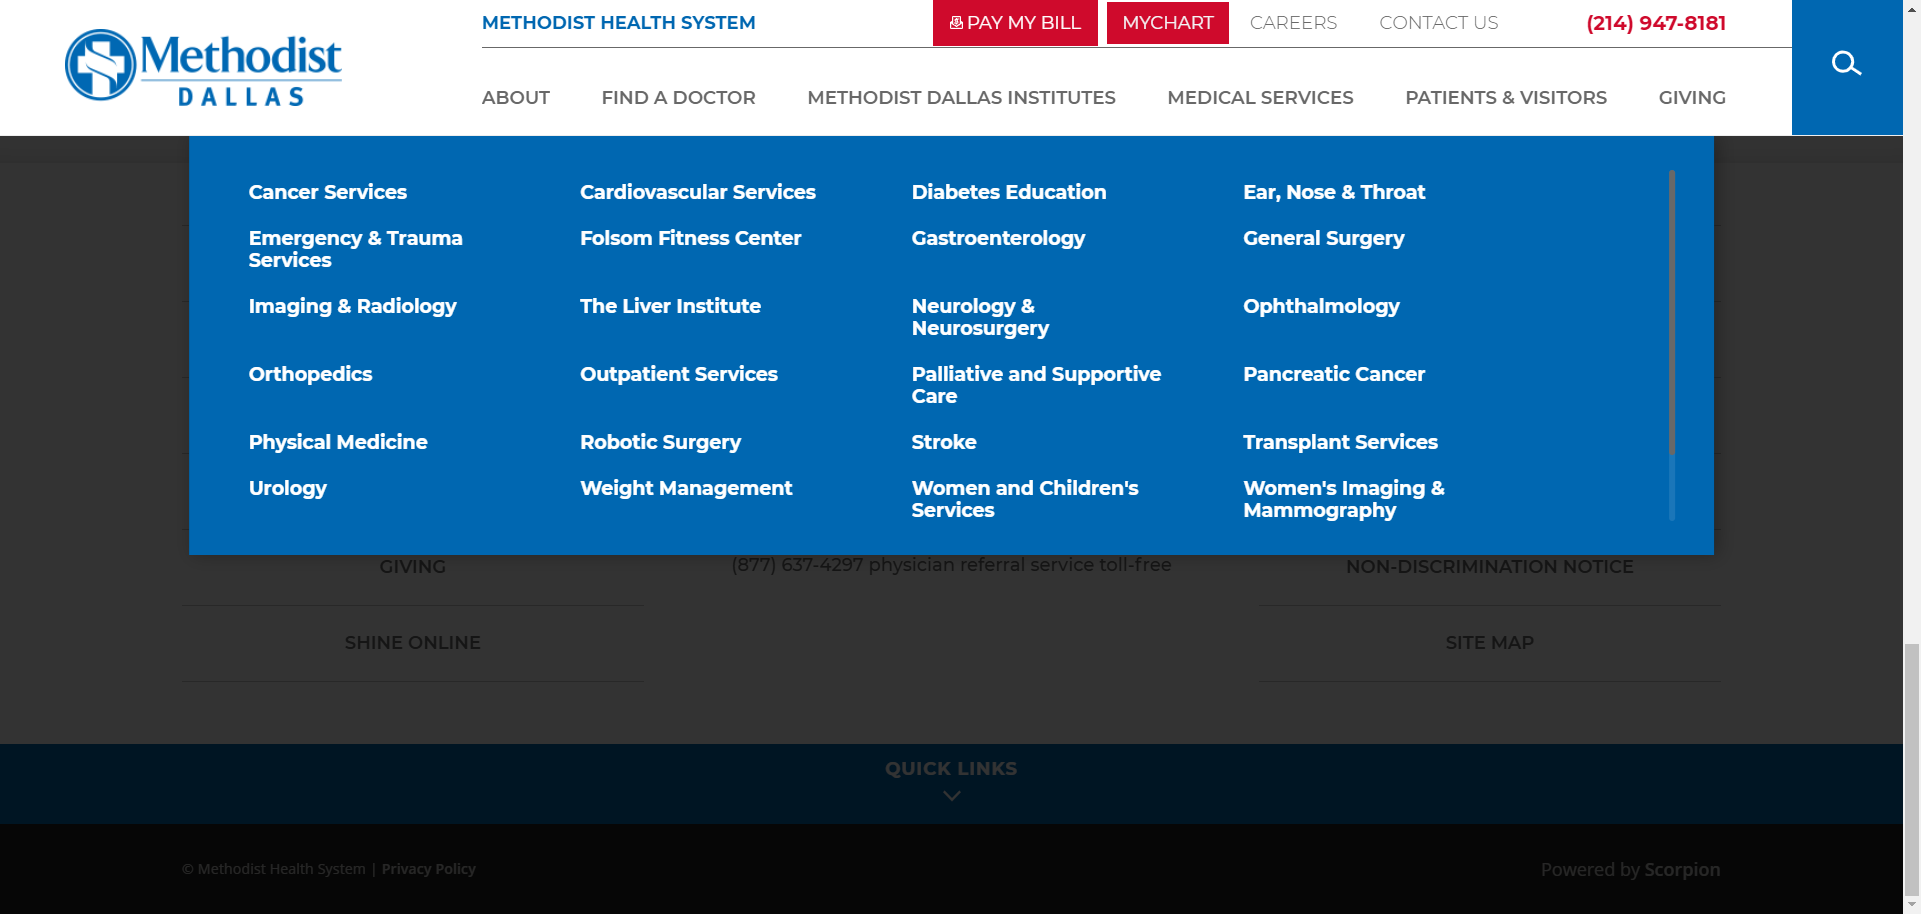 METHODIST HEALTH SYSTEM
PAY MY BILL
MYCHART
CAREERS
CONTACT US
(214) 947-8181
Methodist
DALLAS
ABOUT
FIND A DOCTOR
METHODIST DALLAS INSTITUTES
MEDICAL SERVICES
PATIENTS & VISITORS
GIVING
Cancer Services
Cardiovascular Services
Diabetes Education
Ear, Nose & Throat
Emergency & Trauma
Services
Folsom Fitness Center
Gastroenterology
General Surgery
Imaging & Radiology
The Liver Institute
Neurology &
Neurosurgery
Ophthalmology
Orthopedics
Outpatient Services
Palliative and Supportive
Care
Pancreatic Cancer
Physical Medicine
Robotic Surgery
Stroke
Transplant Services
Urology
Weight Management
Women and Children's
Services
Women's Imaging &
Mammography
GIVING
(877) 637-4297 physician referral service toll-free
NON-DISCRIMINATION NOTICE
SHINE ONLINE
SITE MAP
QUICK LINKS
© Methodist Health System | Privacy Policy
Powered by Scorpion